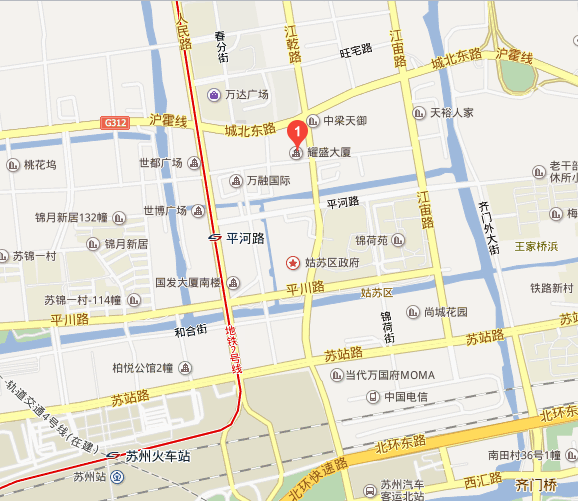 人民路
春分街
江乾路
旺宅路
江宙路
城北东路
沪霍线
万达广场
G312
沪霍线
城北东路
中梁天御
天裕人家
1
耀盛大厦
桃花坞
世都广场
万融国际
老干部
休所小
锦月新居132幢
世博广场
平河路
江宙路
齐门外大街
梅
苏锦一村
锦月新居
平河路
锦荷苑
王家桥浜
姑苏区政府
国发大厦南楼
平川路
姑苏区
铁路新村
苏锦一村-114幢
平川路
和合街
地铁2号线
锦荷街
尚城花园
苏站路
苏站路
柏悦公馆2幢
苏站路
当代万国府MOMA
苏站路
中国电信
轨道交通4号线(在建)
北环东路
北环东路
苏州火车站
南田村36号1幢
苏州站
北环快速路
苏州汽车
客运北站
西汇路
齐门桥